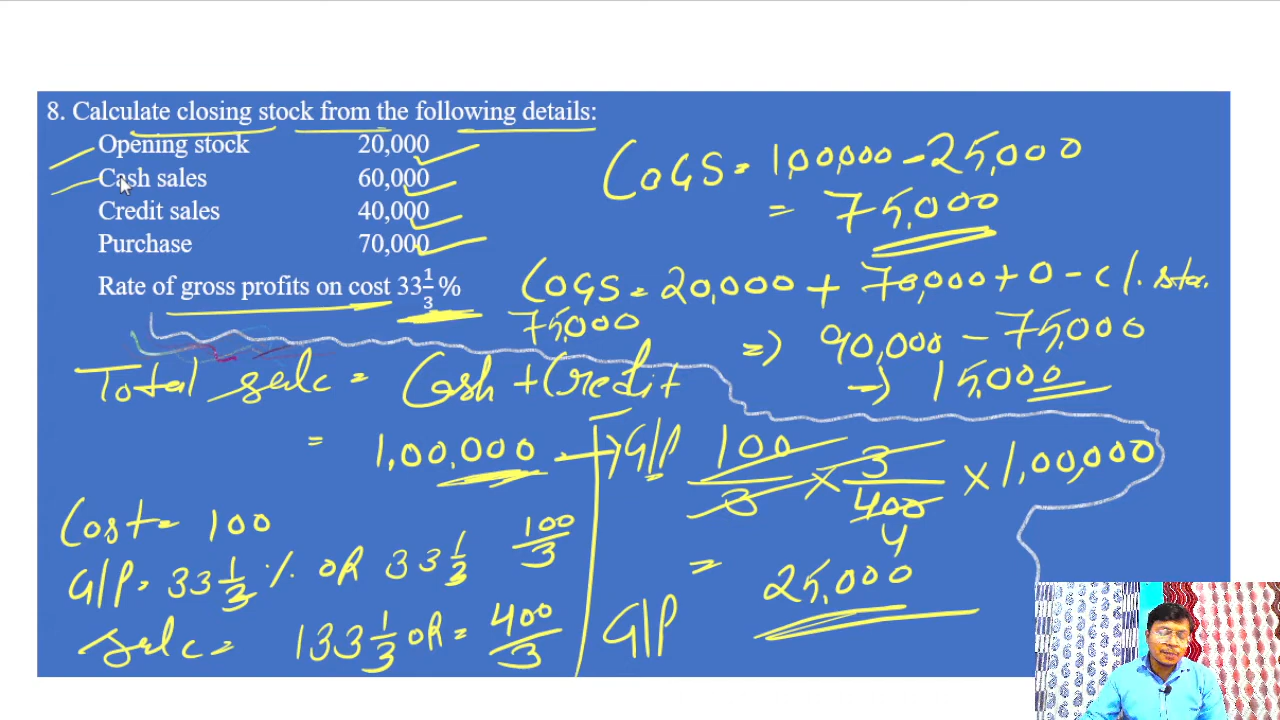 8. Calculate closing stock from the following details:
Opening stock 20,000
Cash sales 60,000
Credit sales 40,000
Purchase 70,000
Rate of gross profits on cost 33 1/3 %
COGS = 1,00,000 - 25,000
= 75,000
COGS = 20,000 + 70,000 + 0 - c/. sto.
75,000
=) 90,000 - 75,000
=) 15,000
Total sale = Cash + Credit
= 1,00,000 → G/P 100/3 × 3/400 × 1,00,000
4
Cost = 100
G/P = 33 1/3 % OR 33 1/3 100/3
= 25,000
sale = 133 1/3 OR = 400/3
G/P